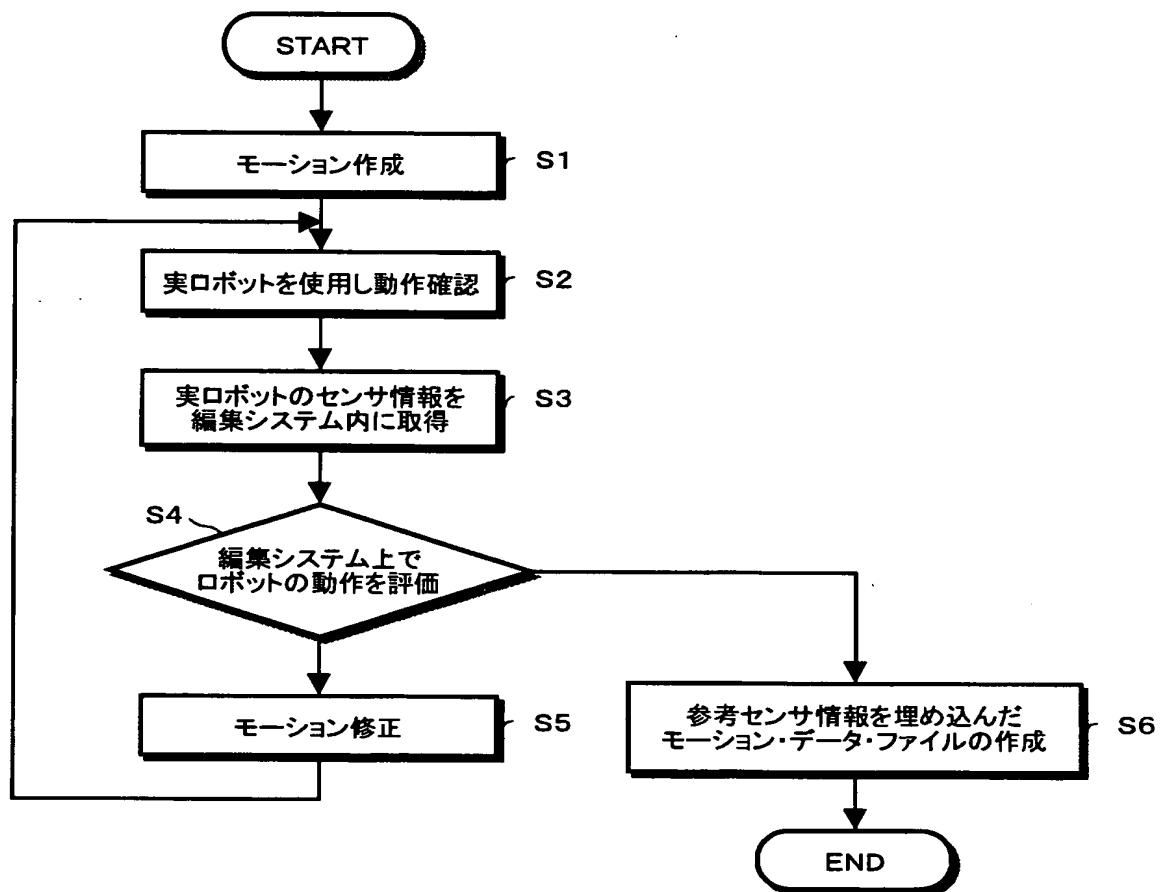 START
モーション作成
S1
実ロボットを使用し動作確認
S2
実ロボットのセンサ情報を
編集システム内に取得
S3
S4
編集システム上で
ロボットの動作を評価
モーション修正
S5
参考センサ情報を埋め込んだ
モーション・データ・ファイルの作成
S6
END